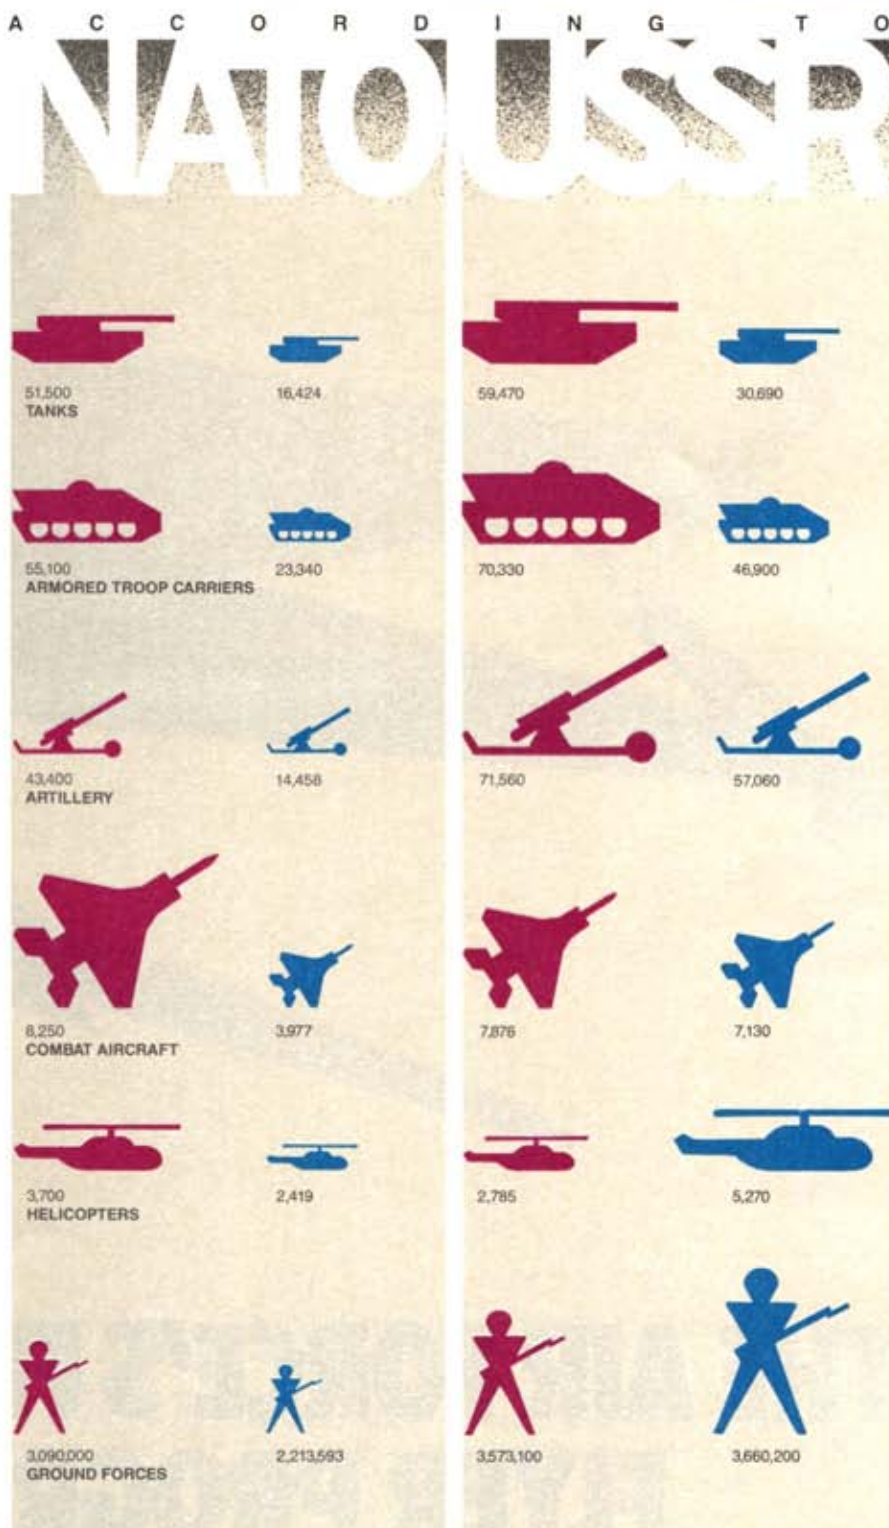 ACCORDING TO
NATO USSR
51,500 16,424 59,470 30,690
TANKS
55,100 23,340 70,330 46,900
ARMORED TROOP CARRIERS
43,400 14,458 71,560 57,060
ARTILLERY
8,250 3,977 7,876 7,130
COMBAT AIRCRAFT
3,700 2,419 2,785 5,270
HELICOPTERS
3,090,000 2,213,593 3,573,100 3,660,200
GROUND FORCES